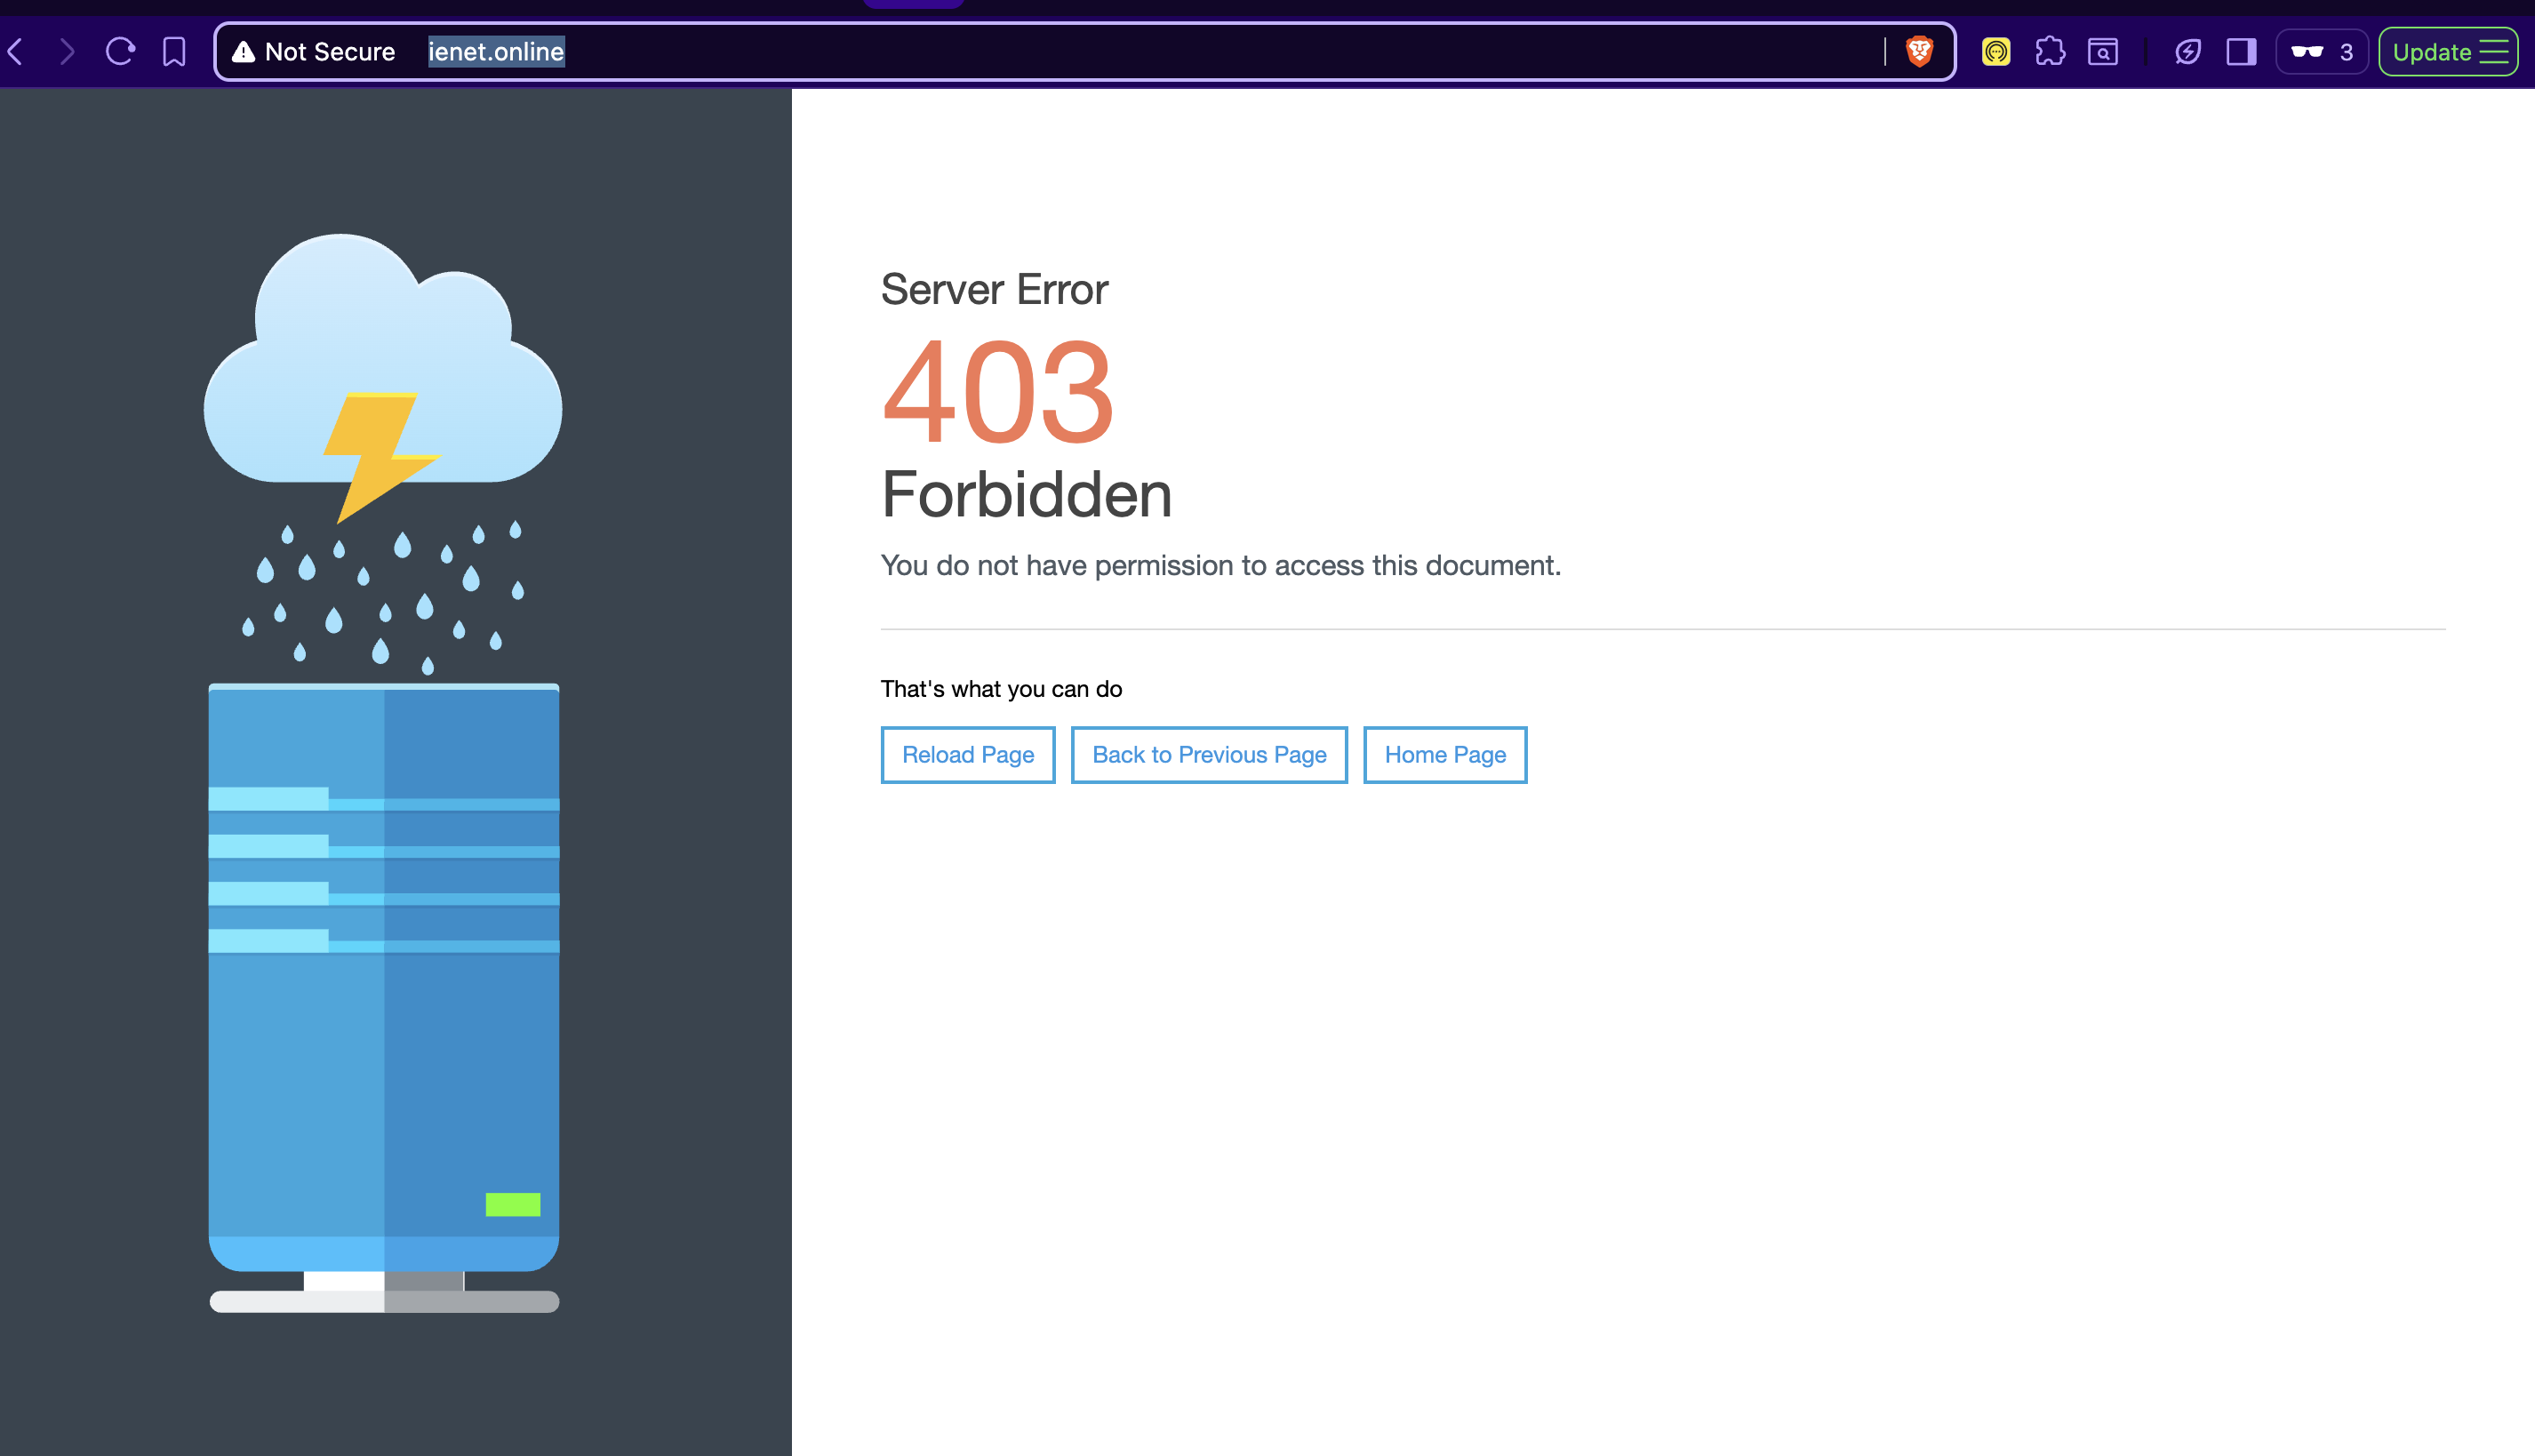 Not Secure ienet.online
3
Update
Server Error
403
Forbidden
You do not have permission to access this document.
That's what you can do
Reload Page
Back to Previous Page
Home Page